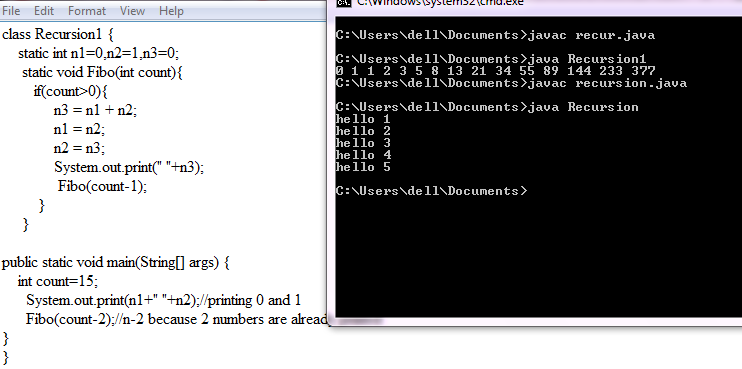 File Edit Format View Help
class Recursion1 {
static int n1=0,n2=1,n3=0;
static void Fibo(int count){
if(count>0){
n3 = n1 + n2;
n1 = n2;
n2 = n3;
System.out.print(" "+n3);
Fibo(count-1);
}
}
public static void main(String[] args) {
int count=15;
System.out.print(n1+" "+n2);//printing 0 and 1
Fibo(count-2);//n-2 because 2 numbers are already
}
}
C:\Windows\system32\cmd.exe
C:\Users\dell\Documents>javac recur.java
C:\Users\dell\Documents>java Recursion1
0 1 1 2 3 5 8 13 21 34 55 89 144 233 377
C:\Users\dell\Documents>javac recursion.java
C:\Users\dell\Documents>java Recursion
hello 1
hello 2
hello 3
hello 4
hello 5
C:\Users\dell\Documents>